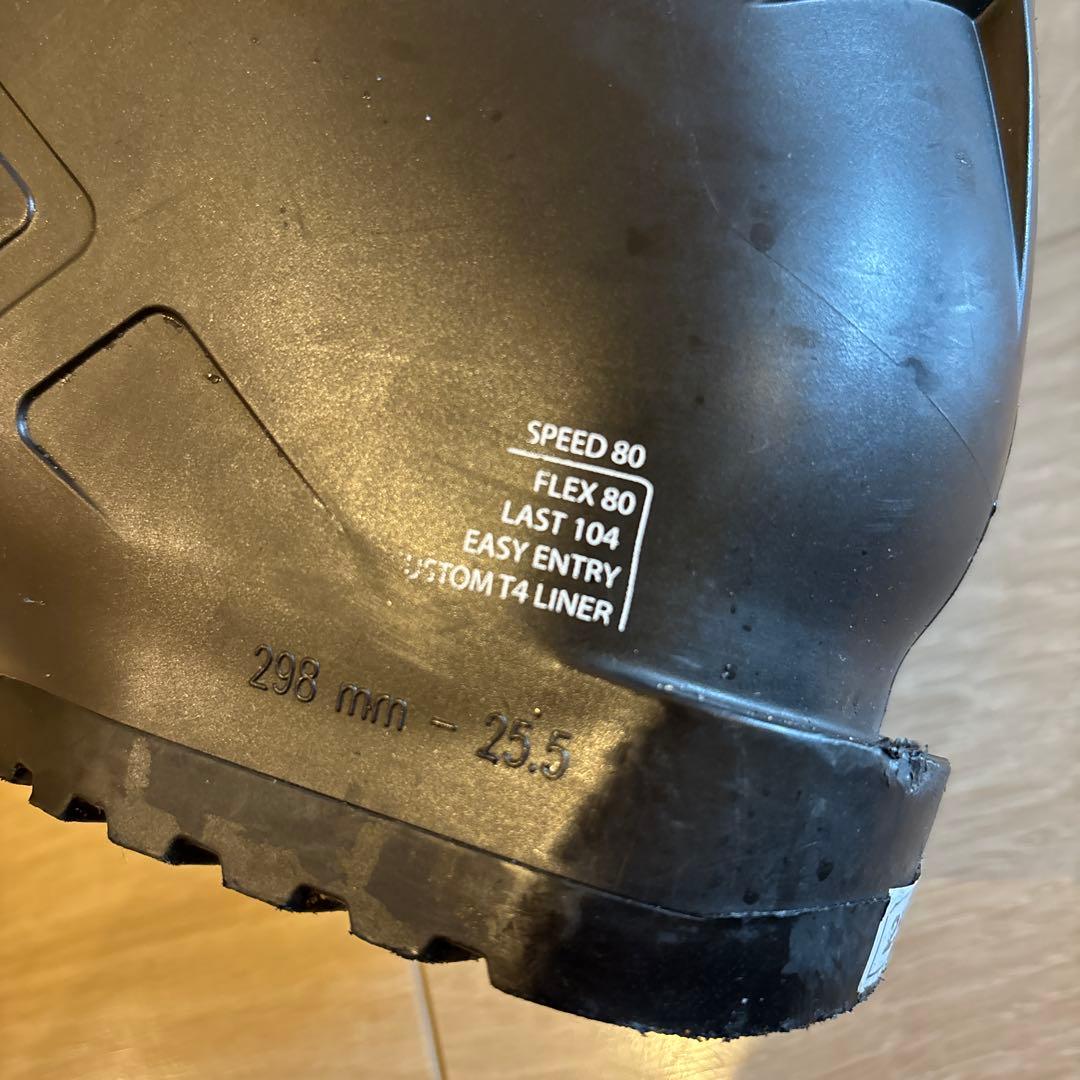 SPEED 80
FLEX 80
LAST 104
EASY ENTRY
USTOM T4 LINER
298 mm - 25.5